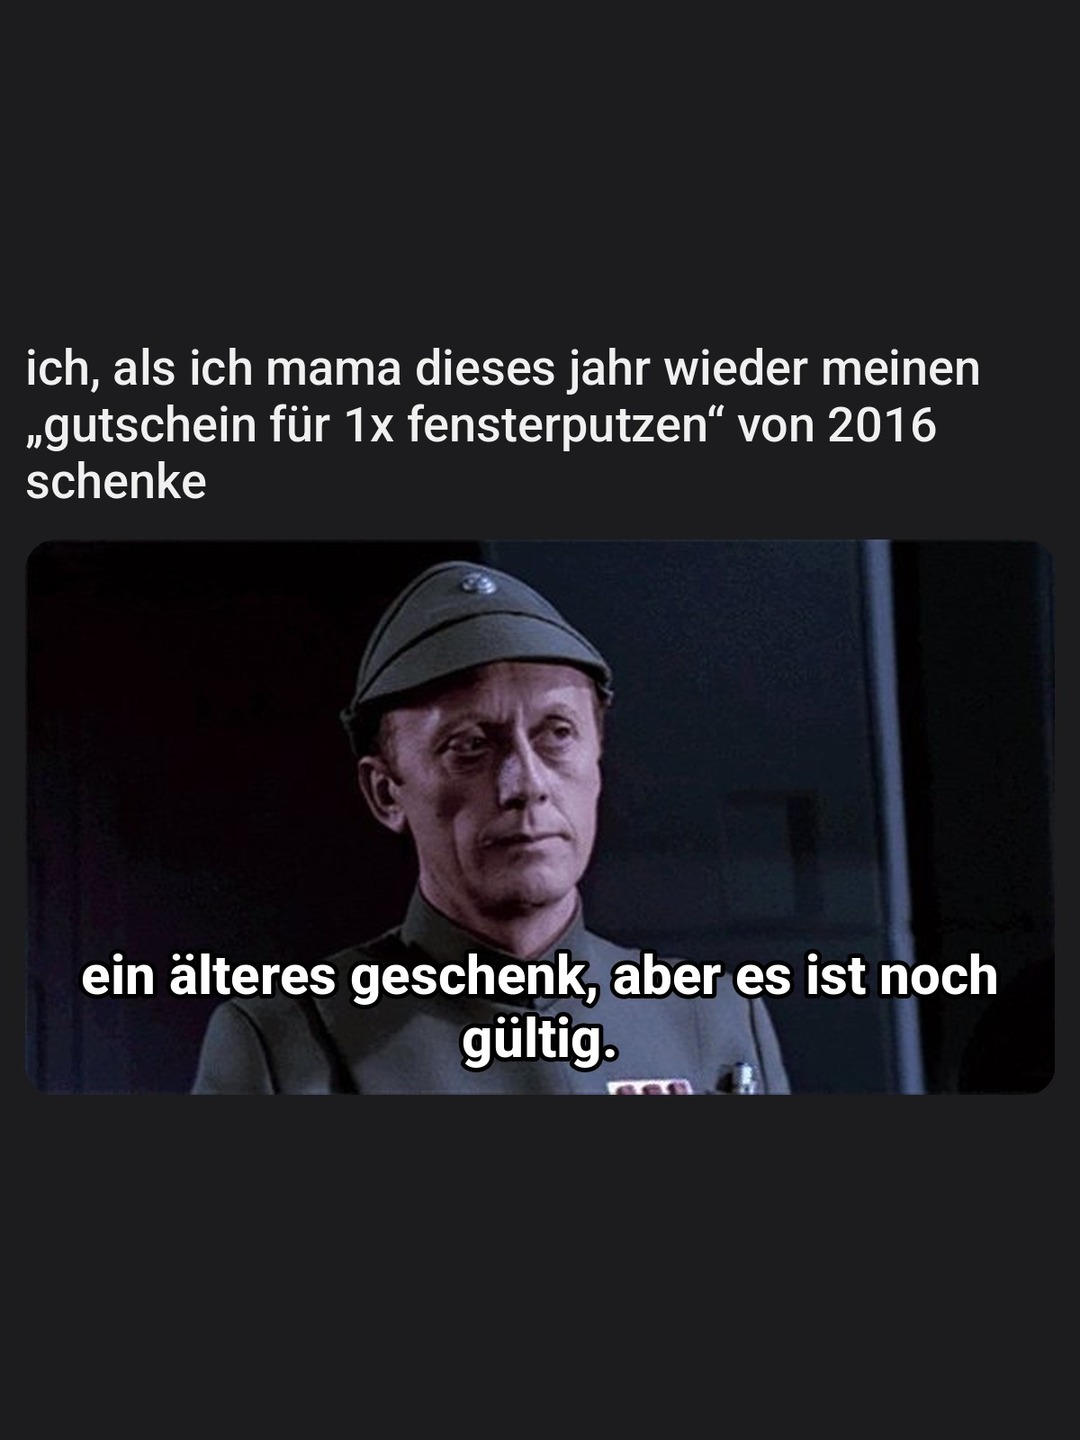 ich, als ich mama dieses jahr wieder meinen
„gutschein für 1x fensterputzen“ von 2016
schenke
ein älteres geschenk, aber es ist noch
gültig.